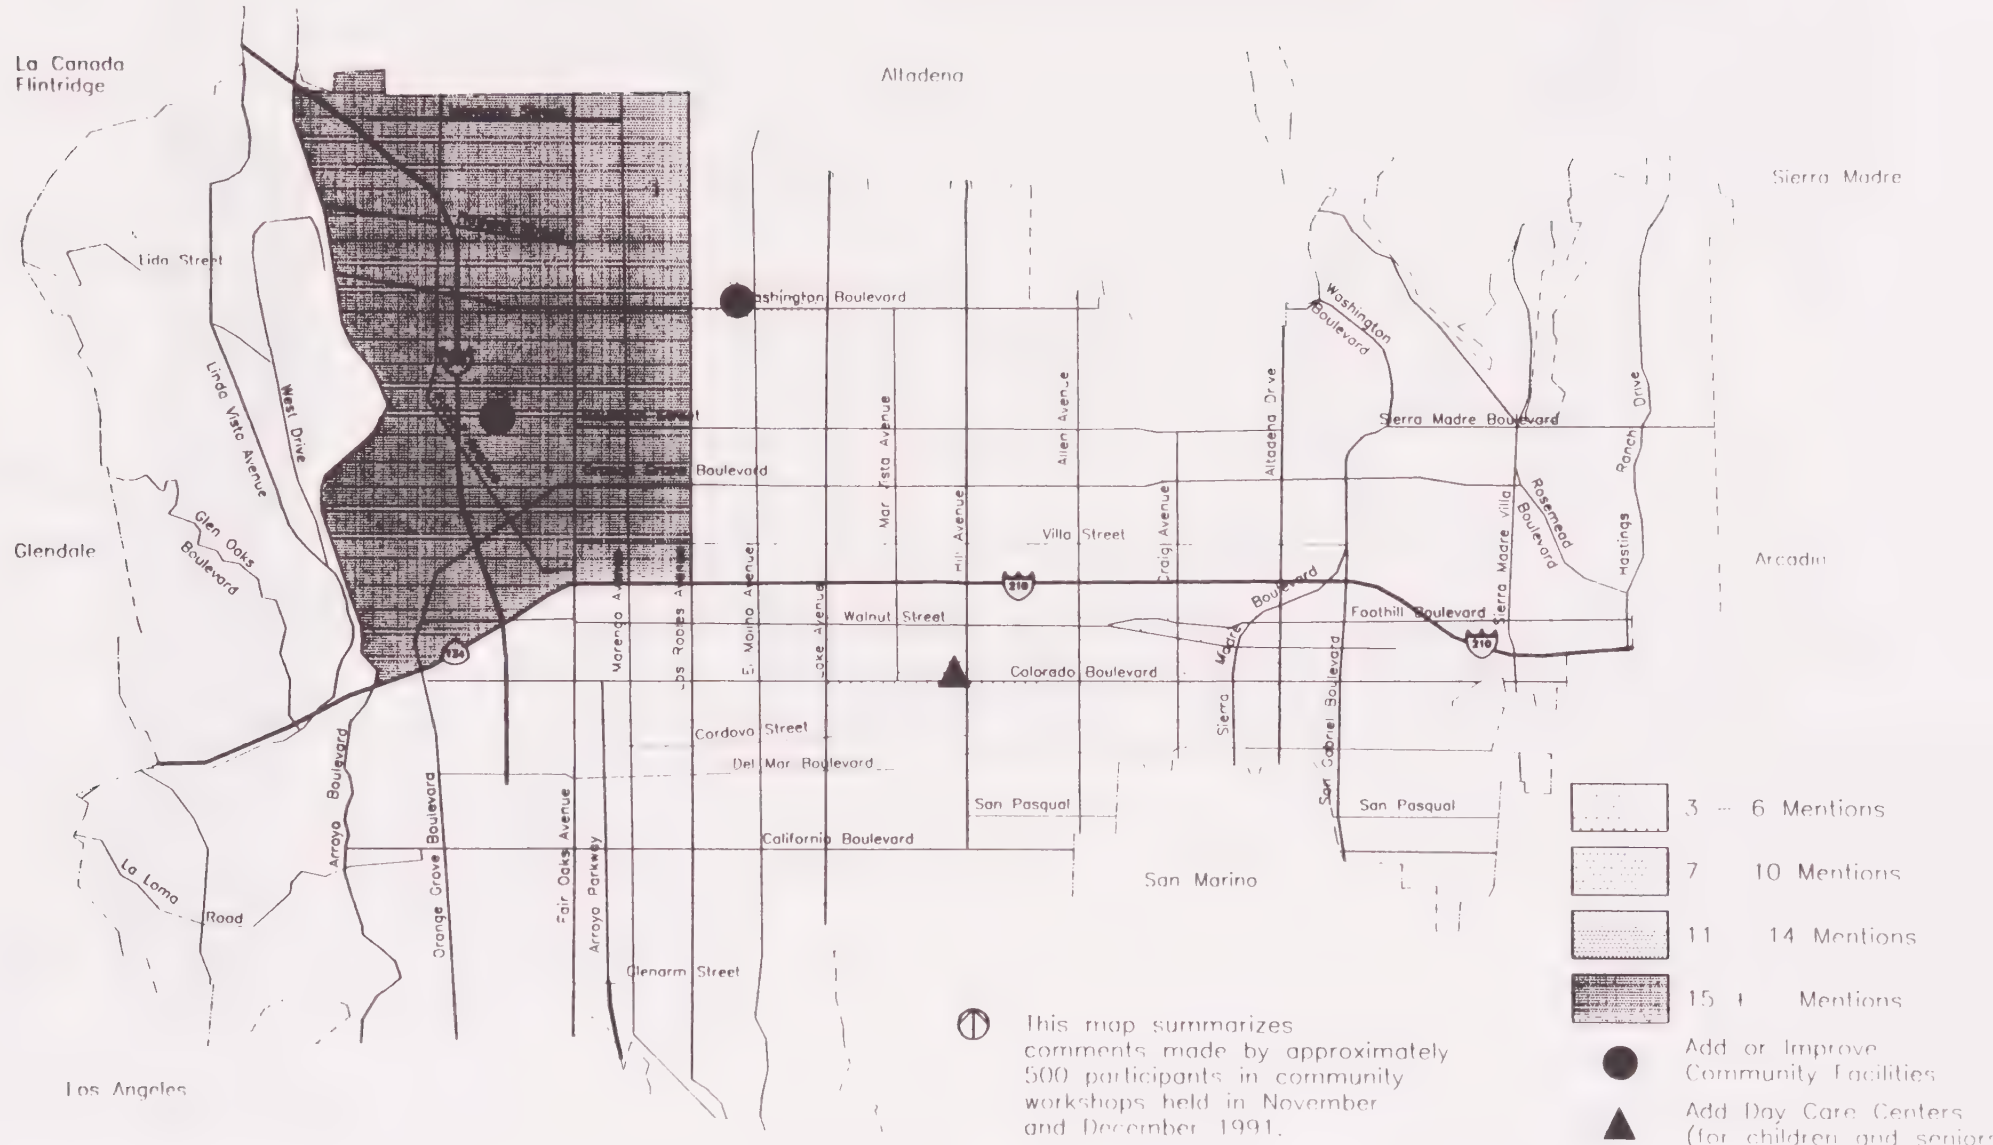 La Canada
Flintridge
Altadena
Sierra Madre
Lida Street
Washington Boulevard
Linda Vista Avenue
West Drive
Glen Oaks
Boulevard
Glendale
Boulevard
Mar Vista Avenue
Hill Avenue
Allen Avenue
Craig Avenue
Altadena Drive
Washington
Boulevard
Sierra Madre Boulevard
Sierra Madre Villa
Rosemead
Boulevard
Hastings Ranch Drive
Villa Street
Arcadia
210
Walnut Street
Foothill Boulevard
210
134
Marengo
Los Robles Avenue
El Molino Avenue
Lake Avenue
Colorado Boulevard
Sierra Madre Boulevard
San Gabriel Boulevard
Cordova Street
Del Mar Boulevard
San Pasqual
San Pasqual
California Boulevard
San Marino
Arroyo Boulevard
Orange Grove Boulevard
Fair Oaks Avenue
Arroyo Parkway
La Loma
Road
Glenarm Street
Los Angeles
This map summarizes
comments made by approximately
500 participants in community
workshops held in November
and December 1991.
3 - 6 Mentions
7 10 Mentions
11 14 Mentions
15 + Mentions
Add or Improve
Community Facilities
Add Day Care Centers
(for children and seniors